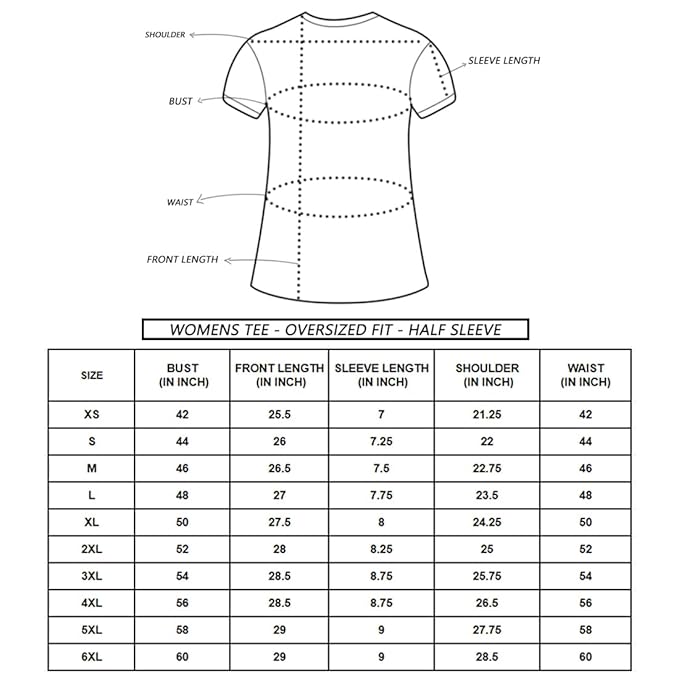 SHOULDER
SLEEVE LENGTH
BUST
WAIST
FRONT LENGTH
WOMENS TEE - OVERSIZED FIT - HALF SLEEVE
SIZE BUST (IN INCH) FRONT LENGTH (IN INCH) SLEEVE LENGTH (IN INCH) SHOULDER (IN INCH) WAIST (IN INCH)
XS 42 25.5 7 21.25 42
S 44 26 7.25 22 44
M 46 26.5 7.5 22.75 46
L 48 27 7.75 23.5 48
XL 50 27.5 8 24.25 50
2XL 52 28 8.25 25 52
3XL 54 28.5 8.75 25.75 54
4XL 56 28.5 8.75 26.5 56
5XL 58 29 9 27.75 58
6XL 60 29 9 28.5 60